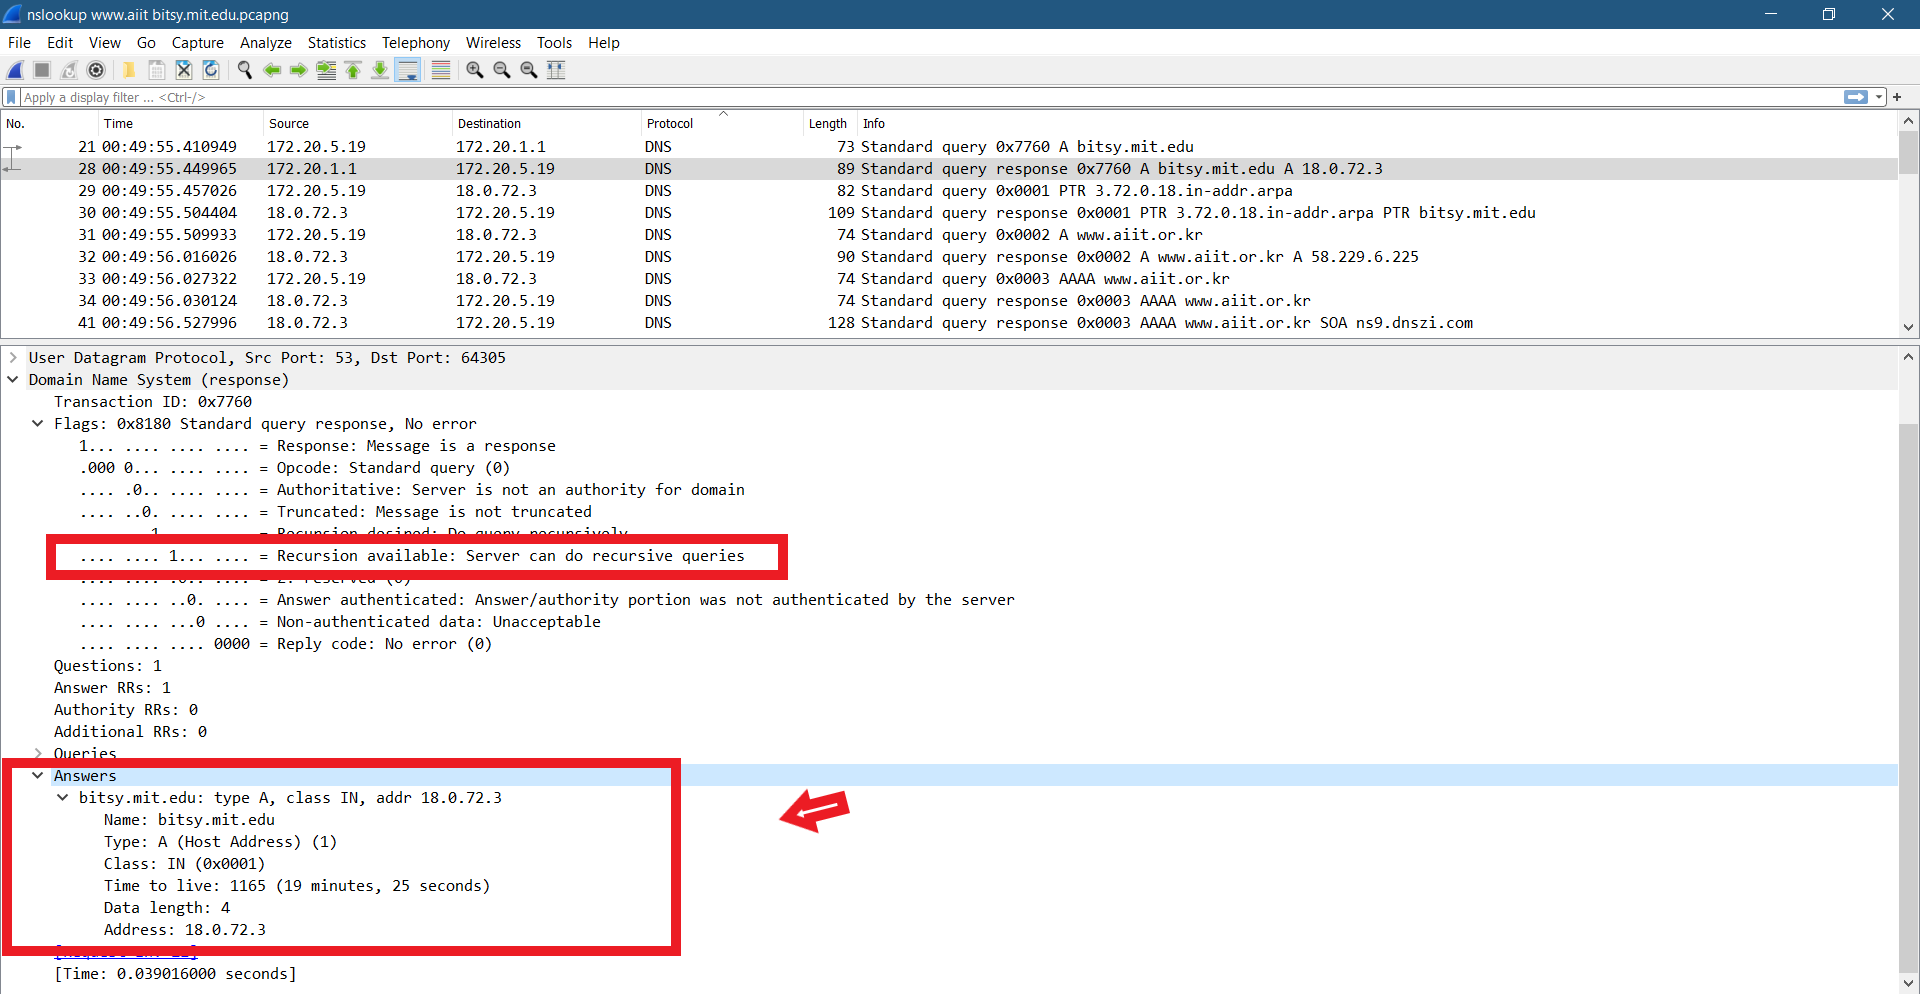 nslookup www.aiit bitsy.mit.edu.pcapng
File Edit View Go Capture Analyze Statistics Telephony Wireless Tools Help
Apply a display filter ... <Ctrl-/>
No. Time Source Destination Protocol Length Info
21 00:49:55.410949 172.20.5.19 172.20.1.1 DNS 73 Standard query 0x7760 A bitsy.mit.edu
28 00:49:55.449965 172.20.1.1 172.20.5.19 DNS 89 Standard query response 0x7760 A bitsy.mit.edu A 18.0.72.3
29 00:49:55.457026 172.20.5.19 18.0.72.3 DNS 82 Standard query 0x0001 PTR 3.72.0.18.in-addr.arpa
30 00:49:55.504404 18.0.72.3 172.20.5.19 DNS 109 Standard query response 0x0001 PTR 3.72.0.18.in-addr.arpa PTR bitsy.mit.edu
31 00:49:55.509933 172.20.5.19 18.0.72.3 DNS 74 Standard query 0x0002 A www.aiit.or.kr
32 00:49:56.016026 18.0.72.3 172.20.5.19 DNS 90 Standard query response 0x0002 A www.aiit.or.kr A 58.229.6.225
33 00:49:56.027322 172.20.5.19 18.0.72.3 DNS 74 Standard query 0x0003 AAAA www.aiit.or.kr
34 00:49:56.030124 18.0.72.3 172.20.5.19 DNS 74 Standard query response 0x0003 AAAA www.aiit.or.kr
41 00:49:56.527996 18.0.72.3 172.20.5.19 DNS 128 Standard query response 0x0003 AAAA www.aiit.or.kr SOA ns9.dnszi.com
User Datagram Protocol, Src Port: 53, Dst Port: 64305
Domain Name System (response)
Transaction ID: 0x7760
Flags: 0x8180 Standard query response, No error
1... .... .... .... = Response: Message is a response
.000 0... .... .... = Opcode: Standard query (0)
.... .0.. .... .... = Authoritative: Server is not an authority for domain
.... ..0. .... .... = Truncated: Message is not truncated
.... ...1 .... .... = Recursion desired: Do query recursively
.... .... 1... .... = Recursion available: Server can do recursive queries
.... .... .0.. .... = Z: reserved (0)
.... .... ..0. .... = Answer authenticated: Answer/authority portion was not authenticated by the server
.... .... ...0 .... = Non-authenticated data: Unacceptable
.... .... .... 0000 = Reply code: No error (0)
Questions: 1
Answer RRs: 1
Authority RRs: 0
Additional RRs: 0
Queries
Answers
bitsy.mit.edu: type A, class IN, addr 18.0.72.3
Name: bitsy.mit.edu
Type: A (Host Address) (1)
Class: IN (0x0001)
Time to live: 1165 (19 minutes, 25 seconds)
Data length: 4
Address: 18.0.72.3
[Time: 0.039016000 seconds]